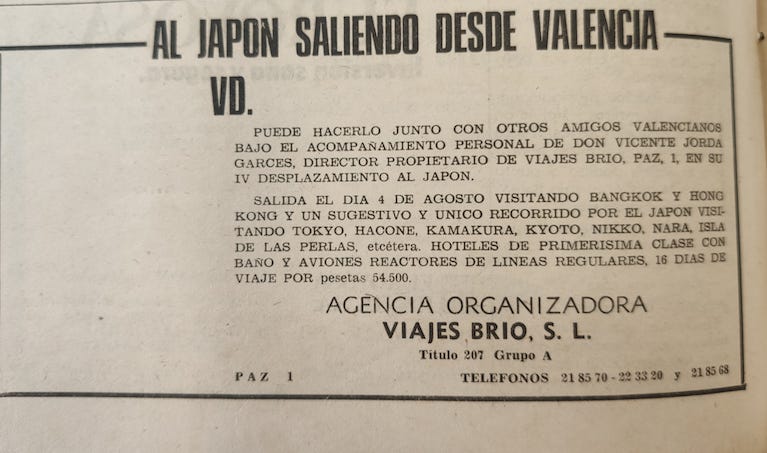 AL JAPON SALIENDO DESDE VALENCIA
VD.
PUEDE HACERLO JUNTO CON OTROS AMIGOS VALENCIANOS
BAJO EL ACOMPAÑAMIENTO PERSONAL DE DON VICENTE JORDA
GARCES, DIRECTOR PROPIETARIO DE VIAJES BRIO, PAZ, 1, EN SU
IV DESPLAZAMIENTO AL JAPON.
SALIDA EL DIA 4 DE AGOSTO VISITANDO BANGKOK Y HONG
KONG Y UN SUGESTIVO Y UNICO RECORRIDO POR EL JAPON VISI-
TANDO TOKYO, HACONE, KAMAKURA, KYOTO, NIKKO, NARA, ISLA
DE LAS PERLAS, etcétera. HOTELES DE PRIMERISIMA CLASE CON
BAÑO Y AVIONES REACTORES DE LINEAS REGULARES, 16 DIAS DE
VIAJE POR pesetas 54.500.
AGENCIA ORGANIZADORA
VIAJES BRIO, S. L.
Título 207 Grupo A
PAZ 1 TELEFONOS 21 85 70 - 22 33 20 y 21 85 68